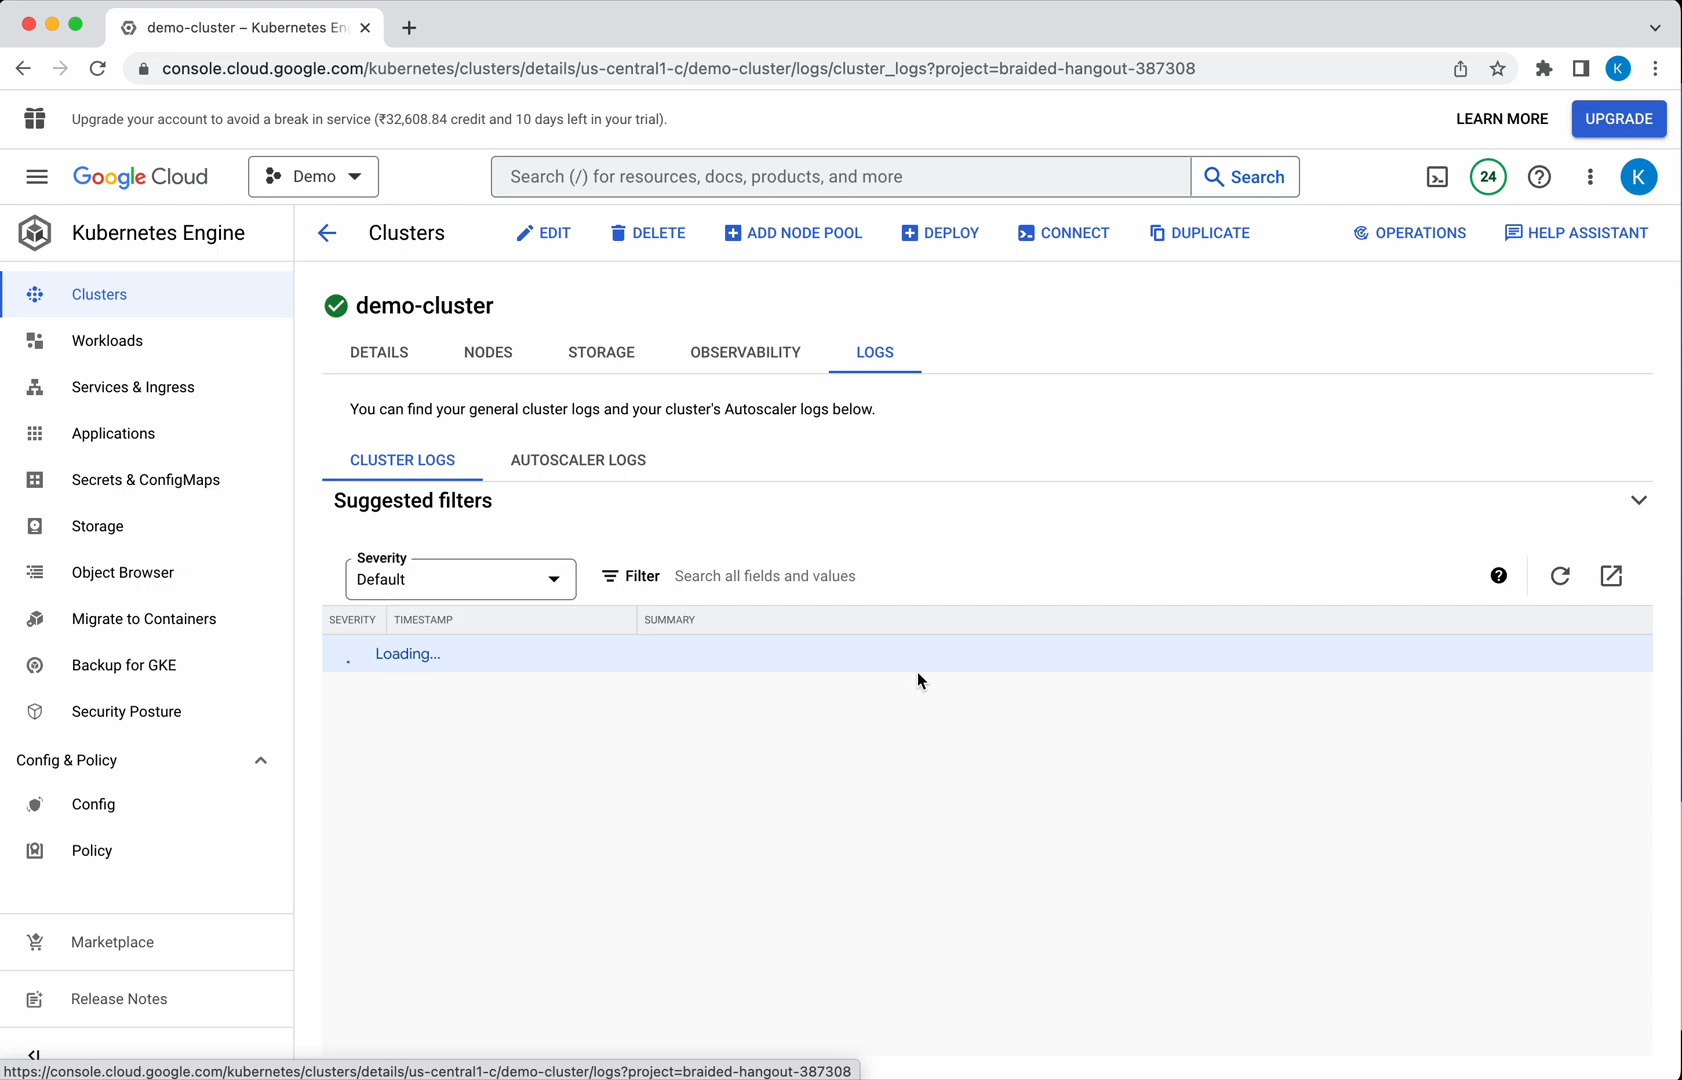 demo-cluster – Kubernetes En
console.cloud.google.com/kubernetes/clusters/details/us-central1-c/demo-cluster/logs/cluster_logs?project=braided-hangout-387308
K
Upgrade your account to avoid a break in service (₹32,608.84 credit and 10 days left in your trial).
LEARN MORE
UPGRADE
Google Cloud
Demo
Search (/) for resources, docs, products, and more
Search
24
K
Kubernetes Engine
Clusters
EDIT
DELETE
ADD NODE POOL
DEPLOY
CONNECT
DUPLICATE
OPERATIONS
HELP ASSISTANT
Clusters
Workloads
Services & Ingress
Applications
Secrets & ConfigMaps
Storage
Object Browser
Migrate to Containers
Backup for GKE
Security Posture
Config & Policy
Config
Policy
Marketplace
Release Notes
demo-cluster
DETAILS
NODES
STORAGE
OBSERVABILITY
LOGS
You can find your general cluster logs and your cluster's Autoscaler logs below.
CLUSTER LOGS
AUTOSCALER LOGS
Suggested filters
Severity
Default
Filter
Search all fields and values
SEVERITY
TIMESTAMP
SUMMARY
Loading...
https://console.cloud.google.com/kubernetes/clusters/details/us-central1-c/demo-cluster/logs?project=braided-hangout-387308